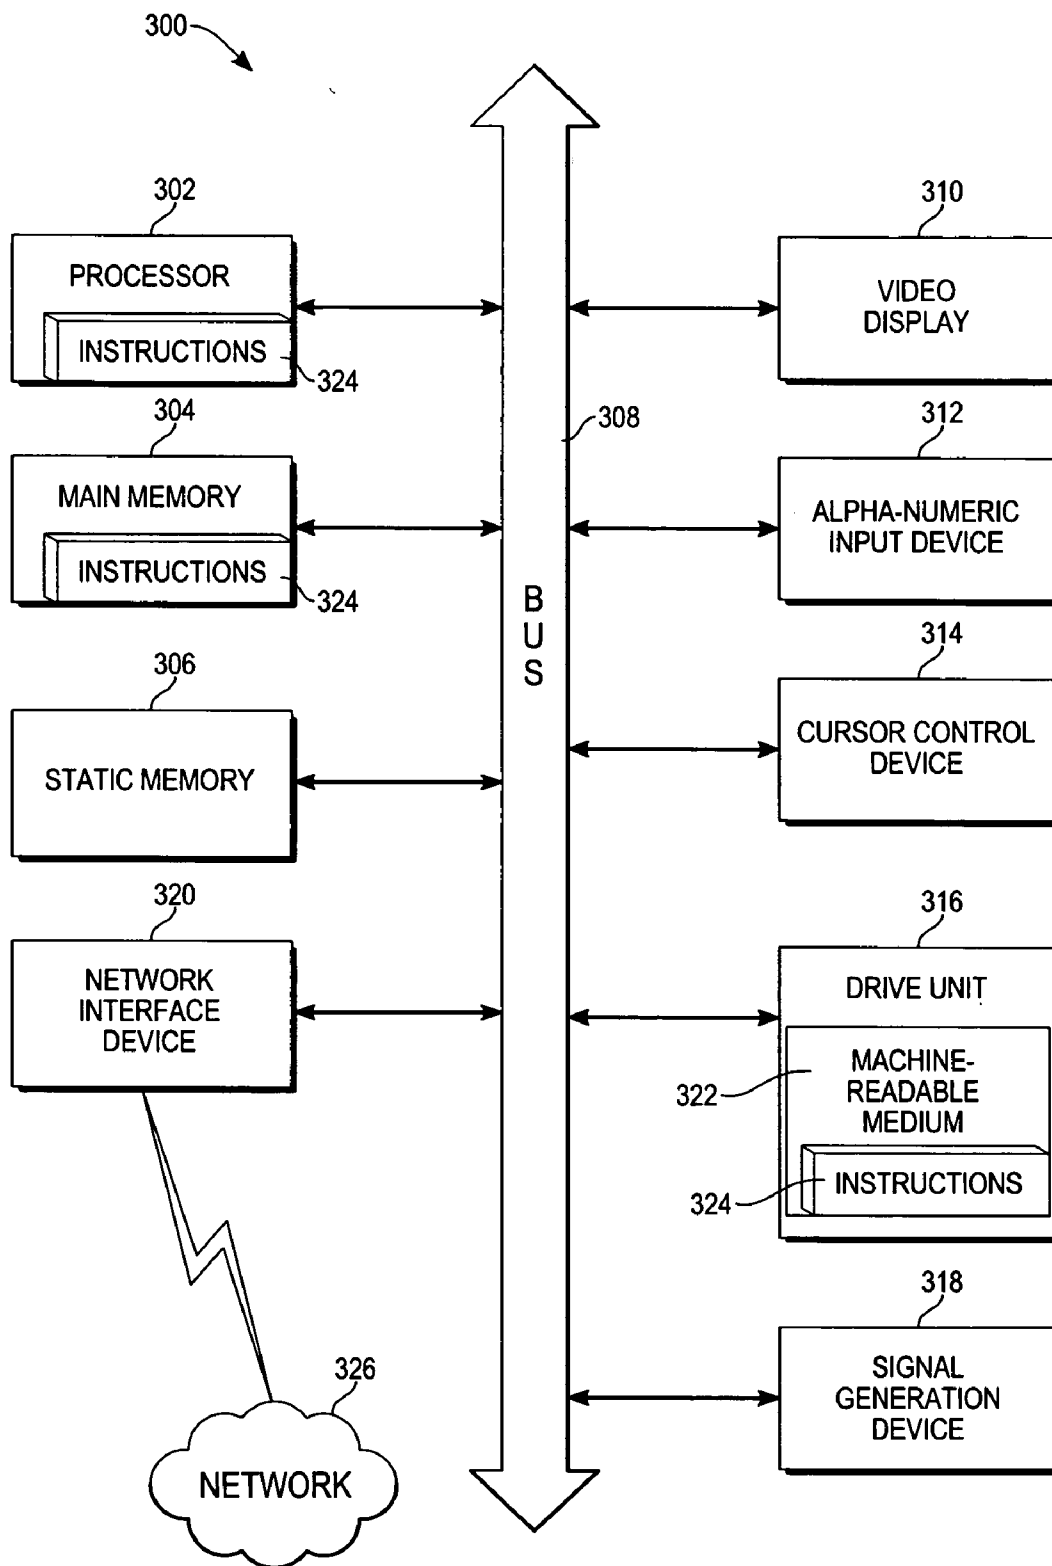 300
302
PROCESSOR
INSTRUCTIONS
324
304
MAIN MEMORY
INSTRUCTIONS
324
306
STATIC MEMORY
320
NETWORK
INTERFACE
DEVICE
326
NETWORK
308
B
U
S
310
VIDEO
DISPLAY
312
ALPHA-NUMERIC
INPUT DEVICE
314
CURSOR CONTROL
DEVICE
316
DRIVE UNIT
322
MACHINE-
READABLE
MEDIUM
324
INSTRUCTIONS
318
SIGNAL
GENERATION
DEVICE